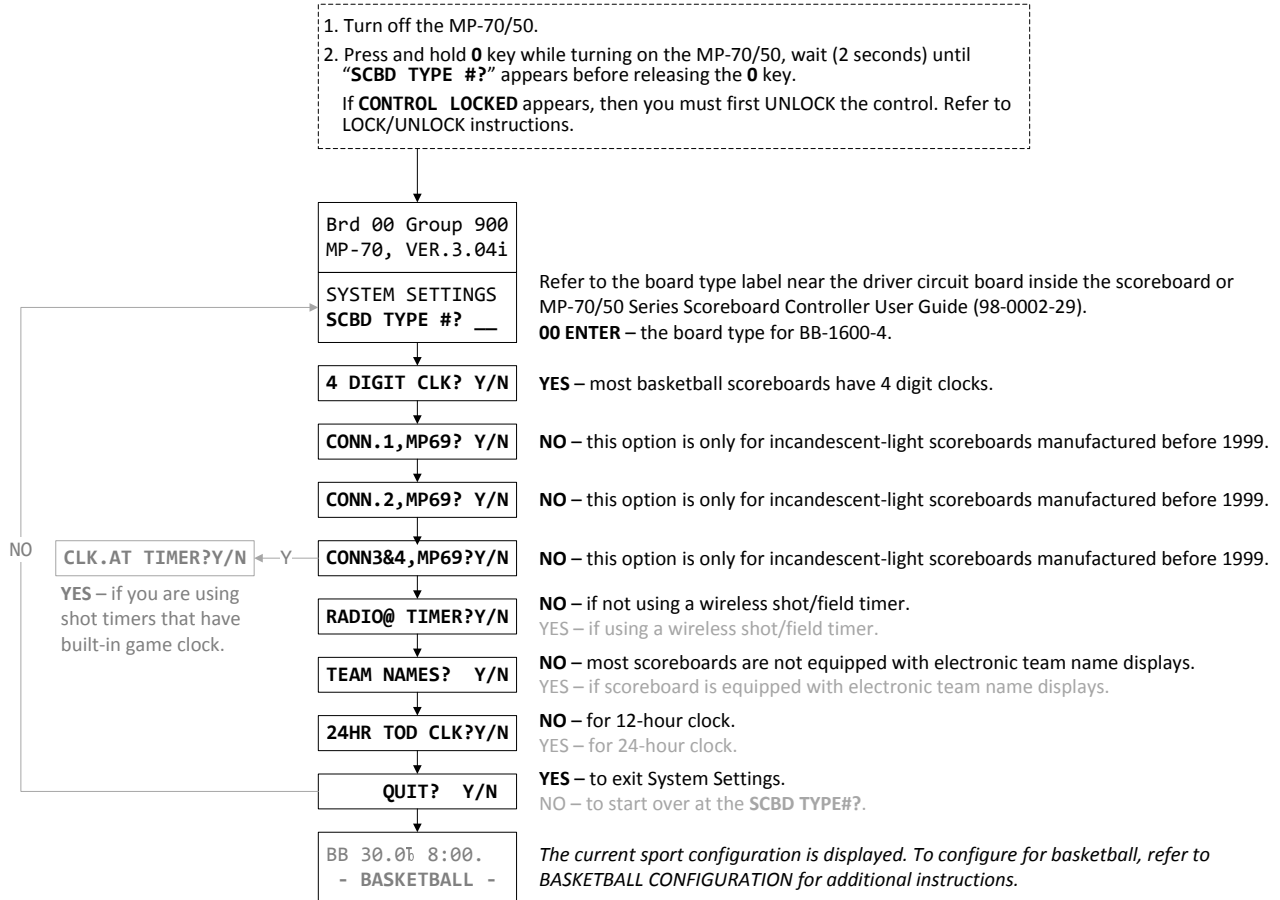 1. Turn off the MP-70/50.
2. Press and hold 0 key while turning on the MP-70/50, wait (2 seconds) until
“SCBD TYPE #?” appears before releasing the 0 key.
If CONTROL LOCKED appears, then you must first UNLOCK the control. Refer to
LOCK/UNLOCK instructions.
Brd 00 Group 900
MP-70, VER.3.04i
SYSTEM SETTINGS
SCBD TYPE #? __
Refer to the board type label near the driver circuit board inside the scoreboard or
MP-70/50 Series Scoreboard Controller User Guide (98-0002-29).
00 ENTER – the board type for BB-1600-4.
4 DIGIT CLK? Y/N
YES – most basketball scoreboards have 4 digit clocks.
CONN.1,MP69? Y/N
NO – this option is only for incandescent-light scoreboards manufactured before 1999.
CONN.2,MP69? Y/N
NO – this option is only for incandescent-light scoreboards manufactured before 1999.
NO
CLK.AT TIMER?Y/N
Y
CONN3&4,MP69?Y/N
NO – this option is only for incandescent-light scoreboards manufactured before 1999.
YES – if you are using
shot timers that have
built-in game clock.
RADIO@ TIMER?Y/N
NO – if not using a wireless shot/field timer.
YES – if using a wireless shot/field timer.
TEAM NAMES? Y/N
NO – most scoreboards are not equipped with electronic team name displays.
YES – if scoreboard is equipped with electronic team name displays.
24HR TOD CLK?Y/N
NO – for 12-hour clock.
YES – for 24-hour clock.
QUIT? Y/N
YES – to exit System Settings.
NO – to start over at the SCBD TYPE#?.
BB 8:00.
- BASKETBALL -
The current sport configuration is displayed. To configure for basketball, refer to
BASKETBALL CONFIGURATION for additional instructions.